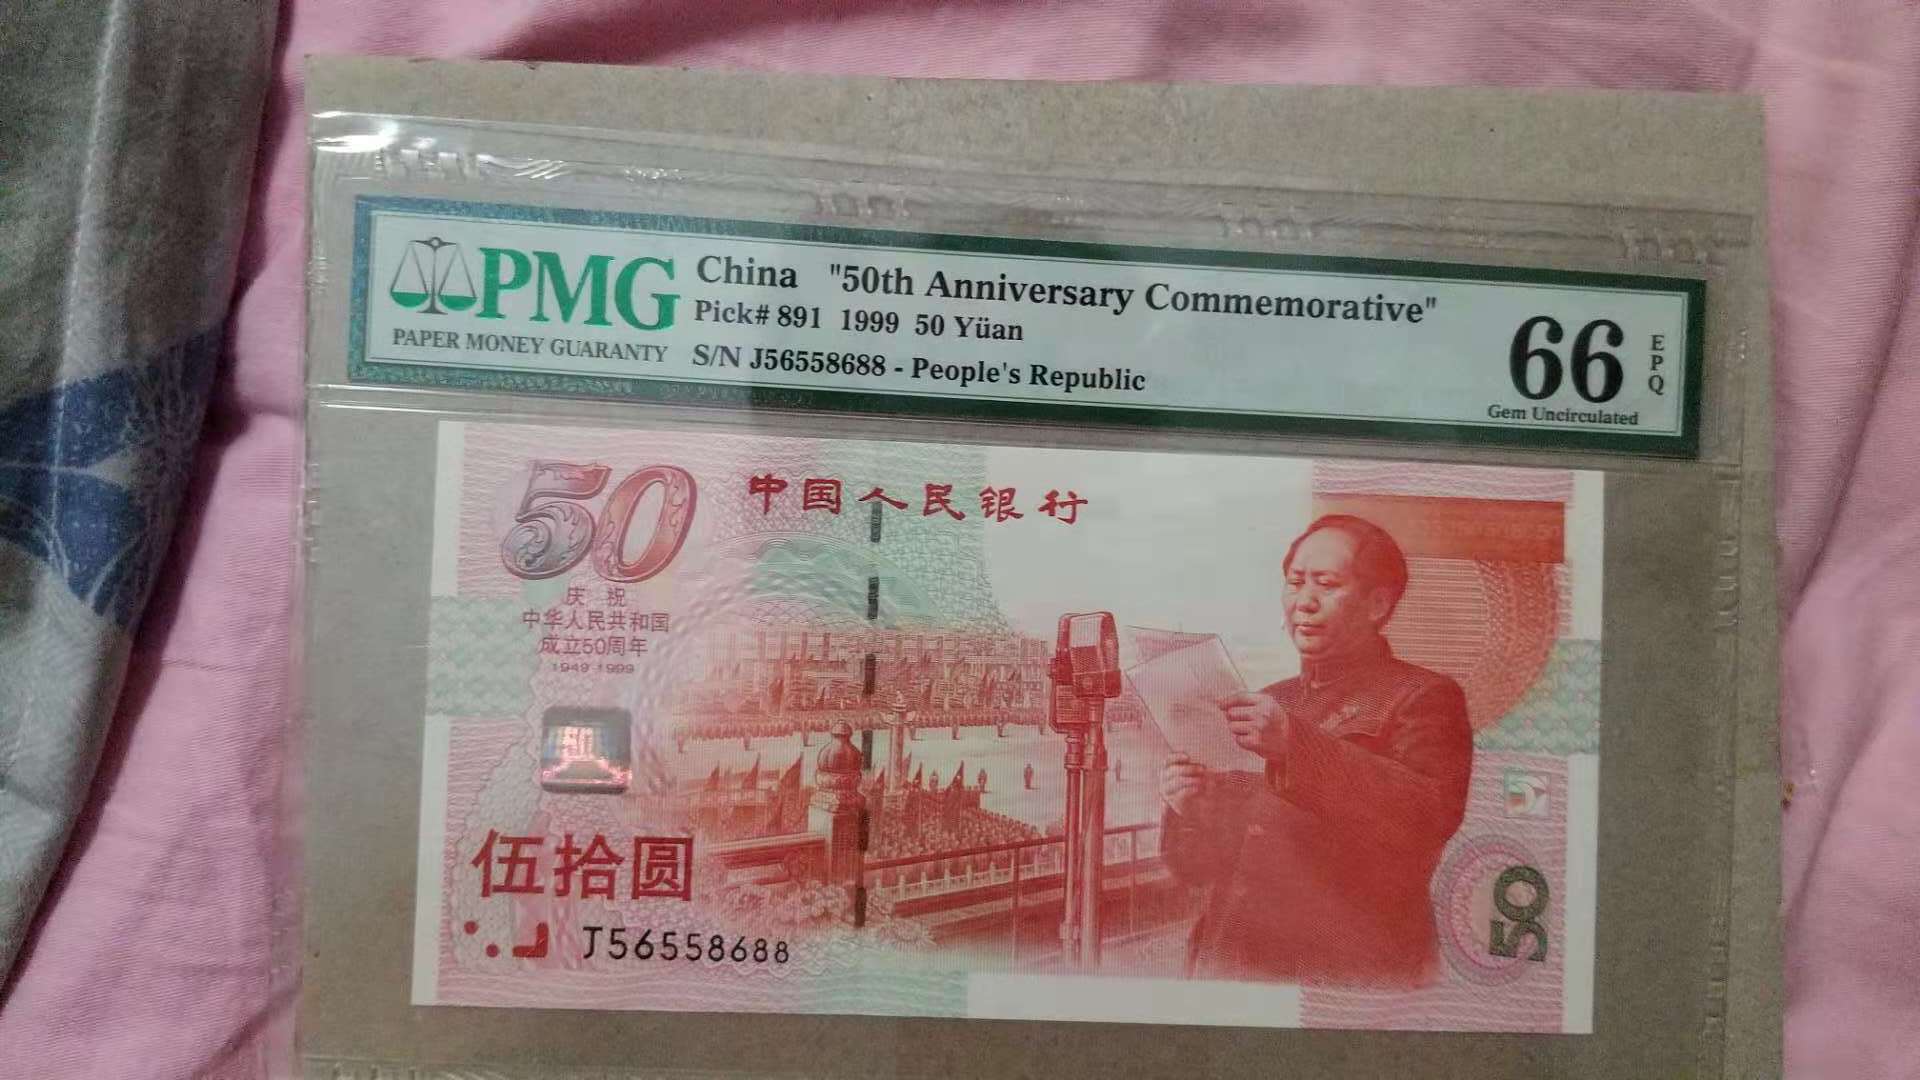 PMG
PAPER MONEY GUARANTY
China "50th Anniversary Commemorative"
Pick# 891 1999 50 Yüan
S/N J56558688 - People's Republic
66
EPQ
Gem Uncirculated
50
中国人民银行
庆祝
中华人民共和国
成立50周年
1949-1999
伍拾圆
J56558688
50